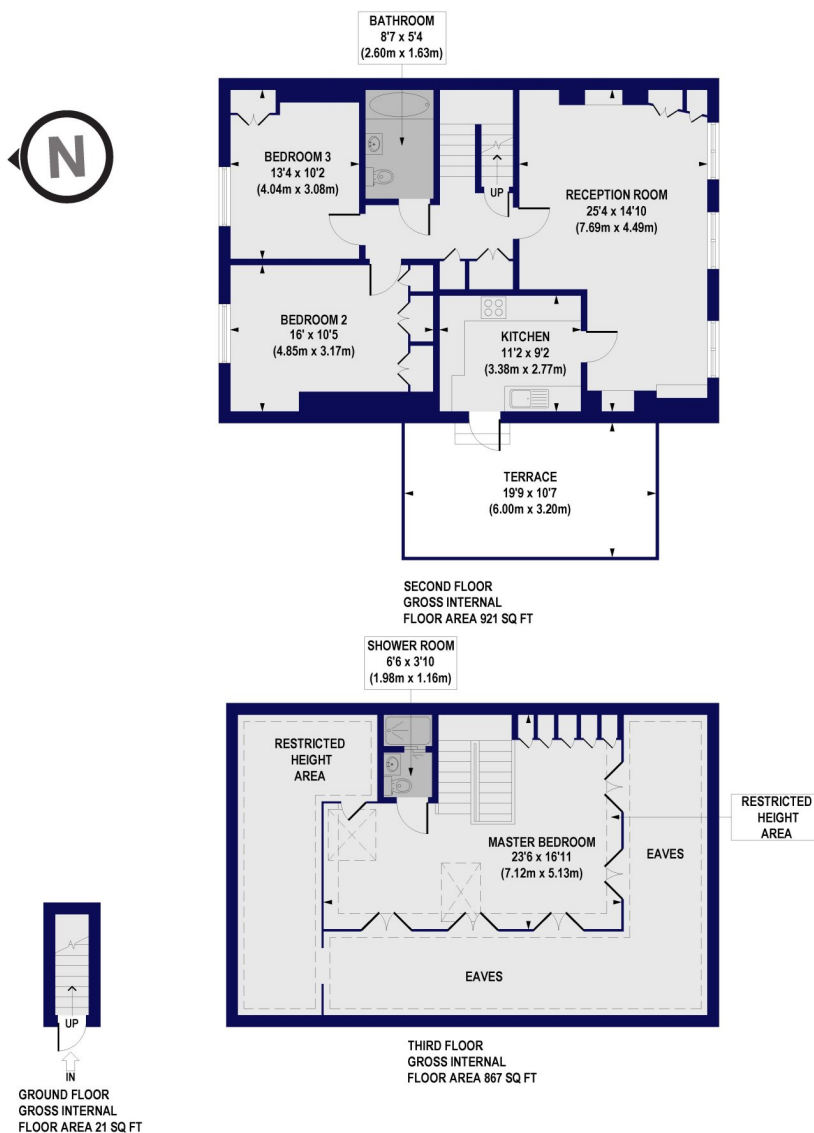 BATHROOM
8'7 x 5'4
(2.60m x 1.63m)
N
BEDROOM 3
13'4 x 10'2
(4.04m x 3.08m)
UP
RECEPTION ROOM
25'4 x 14'10
(7.69m x 4.49m)
BEDROOM 2
16' x 10'5
(4.85m x 3.17m)
KITCHEN
11'2 x 9'2
(3.38m x 2.77m)
TERRACE
19'9 x 10'7
(6.00m x 3.20m)
SECOND FLOOR
GROSS INTERNAL
FLOOR AREA 921 SQ FT
SHOWER ROOM
6'6 x 3'10
(1.98m x 1.16m)
RESTRICTED
HEIGHT
AREA
RESTRICTED
HEIGHT
AREA
MASTER BEDROOM
23'6 x 16'11
(7.12m x 5.13m)
EAVES
EAVES
THIRD FLOOR
GROSS INTERNAL
FLOOR AREA 867 SQ FT
UP
IN
GROUND FLOOR
GROSS INTERNAL
FLOOR AREA 21 SQ FT